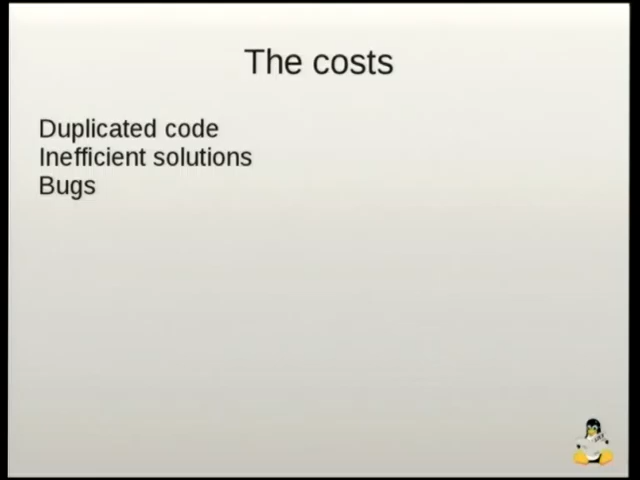 The costs
Duplicated code
Inefficient solutions
Bugs